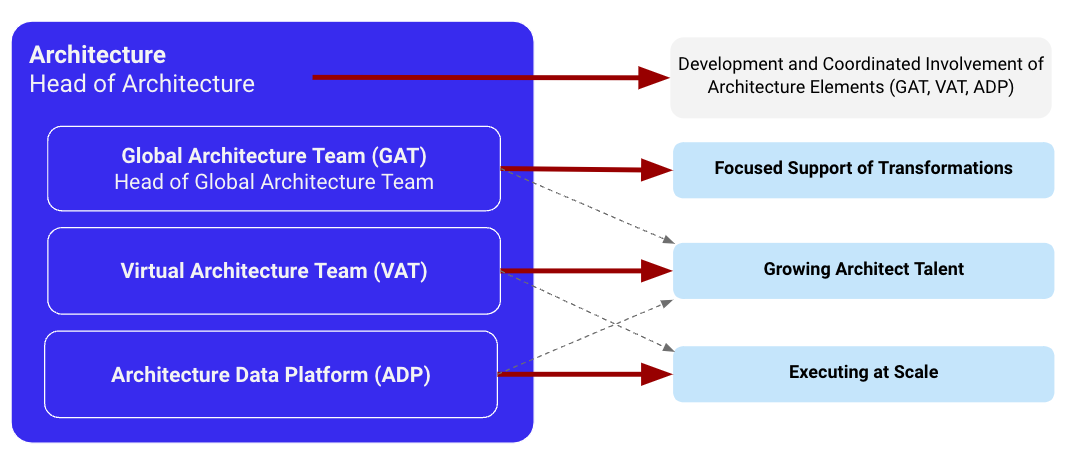 Architecture
Head of Architecture
Development and Coordinated Involvement of
Architecture Elements (GAT, VAT, ADP)
Global Architecture Team (GAT)
Head of Global Architecture Team
Focused Support of Transformations
Virtual Architecture Team (VAT)
Growing Architect Talent
Architecture Data Platform (ADP)
Executing at Scale